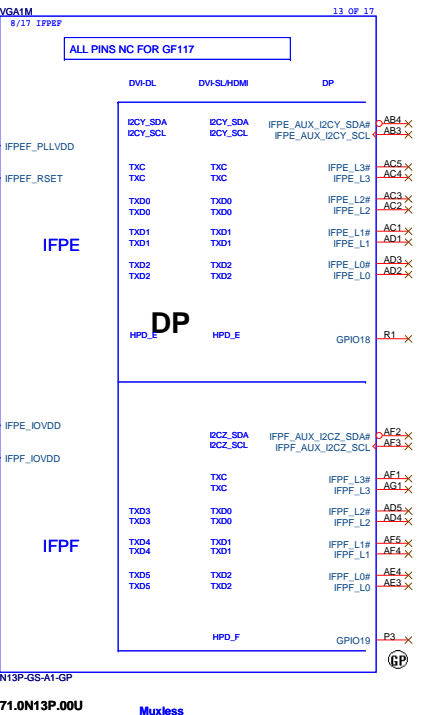 VGA1M 13 OF 17
8/17 IFPEF
ALL PINS NC FOR GF117
DVI-DL DVI-SL/HDMI DP
I2CY_SDA I2CY_SDA IFPE_AUX_I2CY_SDA# AB4
I2CY_SCL I2CY_SCL IFPE_AUX_I2CY_SCL AB3
IFPEF_PLLVDD
TXC TXC IFPE_L3# AC5
IFPEF_RSET TXC TXC IFPE_L3 AC4
TXD0 TXD0 IFPE_L2# AC3
TXD0 TXD0 IFPE_L2 AC2
TXD1 TXD1 IFPE_L1# AC1
IFPE TXD1 TXD1 IFPE_L1 AD1
TXD2 TXD2 IFPE_L0# AD3
TXD2 TXD2 IFPE_L0 AD2
DP
HPD_E HPD_E GPIO18 R1
IFPE_IOVDD
I2CZ_SDA IFPF_AUX_I2CZ_SDA# AF2
I2CZ_SCL IFPF_AUX_I2CZ_SCL AF3
IFPF_IOVDD
TXC IFPF_L3# AF1
TXC IFPF_L3 AG1
TXD3 TXD0 IFPF_L2# AD5
TXD3 TXD0 IFPF_L2 AD4
TXD4 TXD1 IFPF_L1# AF5
IFPF TXD4 TXD1 IFPF_L1 AF4
TXD5 TXD2 IFPF_L0# AE4
TXD5 TXD2 IFPF_L0 AE3
HPD_F GPIO19 P3
GP
N13P-GS-A1-GP
71.0N13P.00U
Muxless